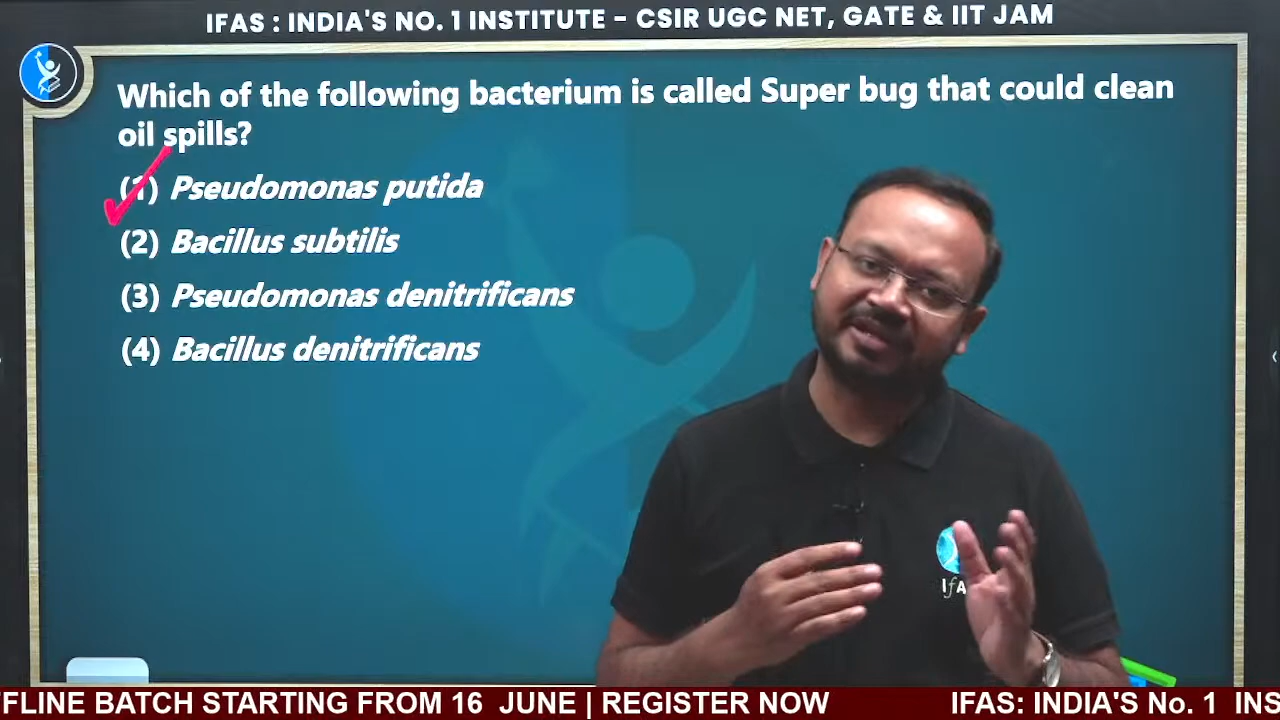 IFAS : INDIA'S NO. 1 INSTITUTE - CSIR UGC NET, GATE & IIT JAM
Which of the following bacterium is called Super bug that could clean
oil spills?
(1) Pseudomonas putida
(2) Bacillus subtilis
(3) Pseudomonas denitrificans
(4) Bacillus denitrificans
BATCH STARTING FROM 16 JUNE | REGISTER NOW IFAS: INDIA'S No. 1